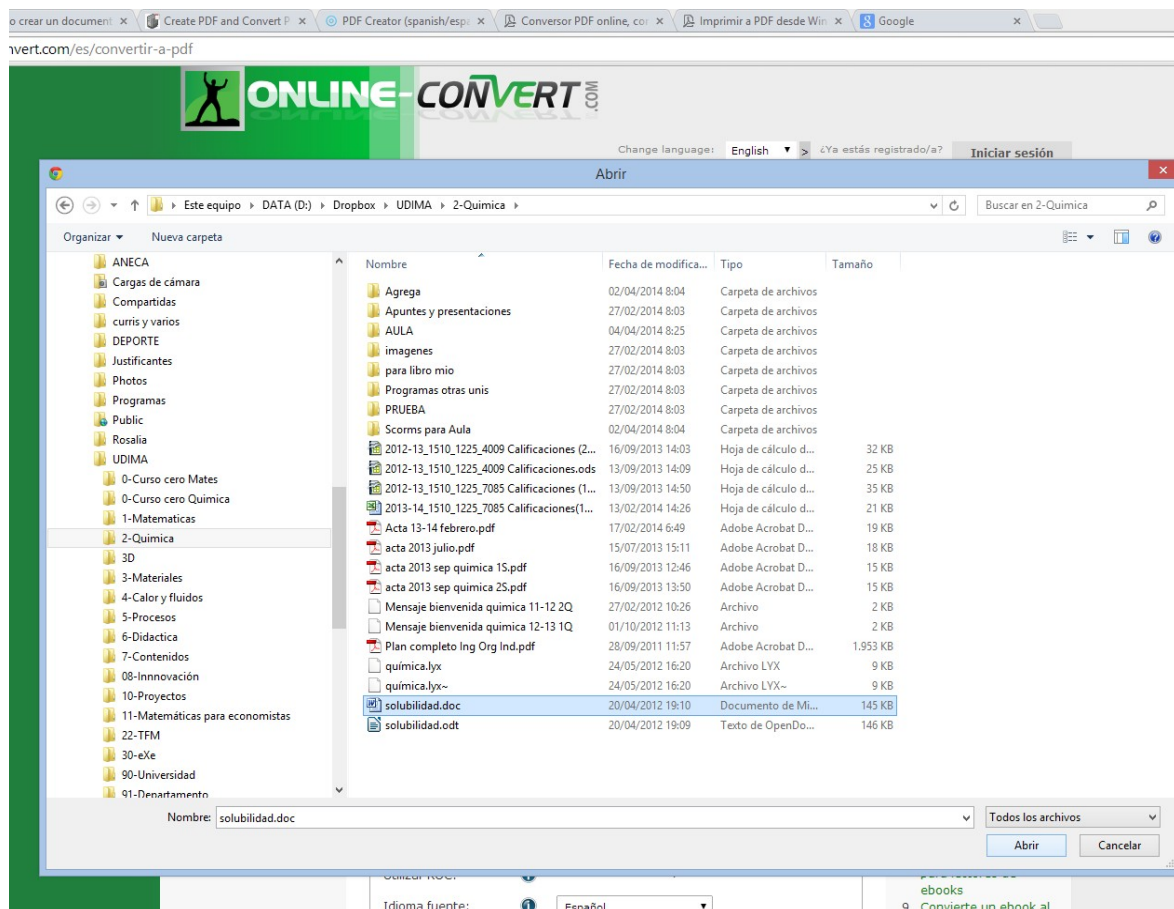 o crear un document
Create PDF and Convert P
PDF Creator (spanish/espa
Conversor PDF online, co
Imprimir a PDF desde Win
Google
nvert.com/es/convertir-a-pdf
ONLINE-CONVERT.COM
Change language: English > ¿Ya estás registrado/a? Iniciar sesión
Abrir
Este equipo DATA (D:) Dropbox UDIMA 2-Quimica
Buscar en 2-Quimica
Organizar Nueva carpeta
ANECA
Cargas de cámara
Compartidas
curris y varios
DEPORTE
Justificantes
Photos
Programas
Public
Rosalia
UDIMA
0-Curso cero Mates
0-Curso cero Quimica
1-Matematicas
2-Quimica
3D
3-Materiales
4-Calor y fluidos
5-Procesos
6-Didactica
7-Contenidos
08-Innnovación
10-Proyectos
11-Matemáticas para economistas
22-TFM
30-eXe
90-Universidad
91-Departamento
Nombre Fecha de modifica... Tipo Tamaño
Agrega 02/04/2014 8:04 Carpeta de archivos
Apuntes y presentaciones 27/02/2014 8:03 Carpeta de archivos
AULA 04/04/2014 8:25 Carpeta de archivos
imagenes 27/02/2014 8:03 Carpeta de archivos
para libro mio 27/02/2014 8:03 Carpeta de archivos
Programas otras unis 27/02/2014 8:03 Carpeta de archivos
PRUEBA 27/02/2014 8:03 Carpeta de archivos
Scorms para Aula 02/04/2014 8:04 Carpeta de archivos
2012-13_1510_1225_4009 Calificaciones (2... 16/09/2013 14:03 Hoja de cálculo d... 32 KB
2012-13_1510_1225_4009 Calificaciones.ods 13/09/2013 14:09 Hoja de cálculo d... 25 KB
2012-13_1510_1225_7085 Calificaciones (1... 13/09/2013 14:50 Hoja de cálculo d... 35 KB
2013-14_1510_1225_7085 Calificaciones(1... 13/02/2014 14:26 Hoja de cálculo d... 21 KB
Acta 13-14 febrero.pdf 17/02/2014 6:49 Adobe Acrobat D... 19 KB
acta 2013 julio.pdf 15/07/2013 15:11 Adobe Acrobat D... 18 KB
acta 2013 sep quimica 1S.pdf 16/09/2013 12:46 Adobe Acrobat D... 15 KB
acta 2013 sep quimica 2S.pdf 16/09/2013 13:50 Adobe Acrobat D... 15 KB
Mensaje bienvenida quimica 11-12 2Q 27/02/2012 10:26 Archivo 2 KB
Mensaje bienvenida quimica 12-13 1Q 01/10/2012 11:13 Archivo 2 KB
Plan completo Ing Org Ind.pdf 28/09/2011 11:57 Adobe Acrobat D... 1.953 KB
química.lyx 24/05/2012 16:20 Archivo LYX 9 KB
química.lyx~ 24/05/2012 16:20 Archivo LYX~ 9 KB
solubilidad.doc 20/04/2012 19:10 Documento de Mi... 145 KB
solubilidad.odt 20/04/2012 19:09 Texto de OpenDo... 146 KB
Nombre: solubilidad.doc
Todos los archivos
Abrir Cancelar
ebooks
Idioma fuente: Español
9. Convierte un ebook al